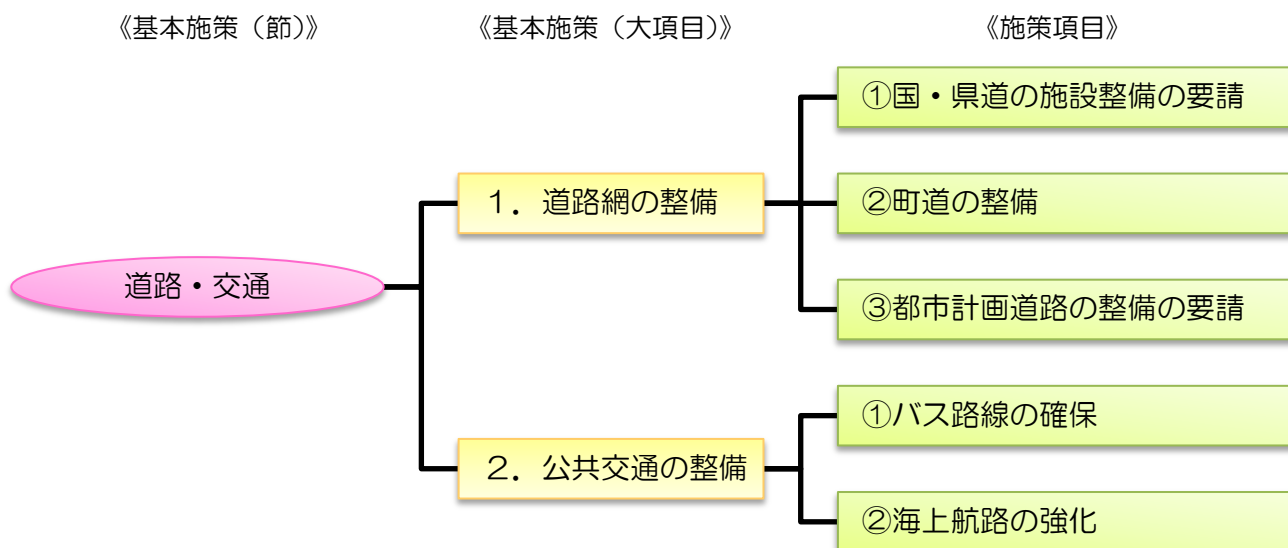 《基本施策（節）》
《基本施策（大項目）》
《施策項目》
道路・交通
１．道路網の整備
①国・県道の施設整備の要請
②町道の整備
③都市計画道路の整備の要請
２．公共交通の整備
①バス路線の確保
②海上航路の強化